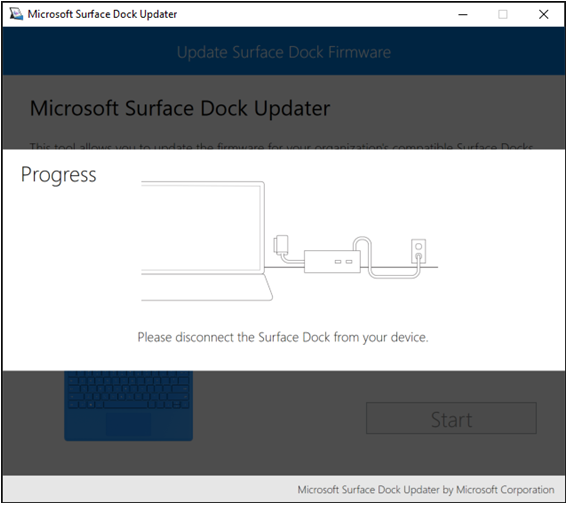 Microsoft Surface Dock Updater
Update Surface Dock Firmware
Microsoft Surface Dock Updater
This tool allows you to update the firmware for your organization's compatible Surface Docks
Progress
Please disconnect the Surface Dock from your device.
Start
Microsoft Surface Dock Updater by Microsoft Corporation